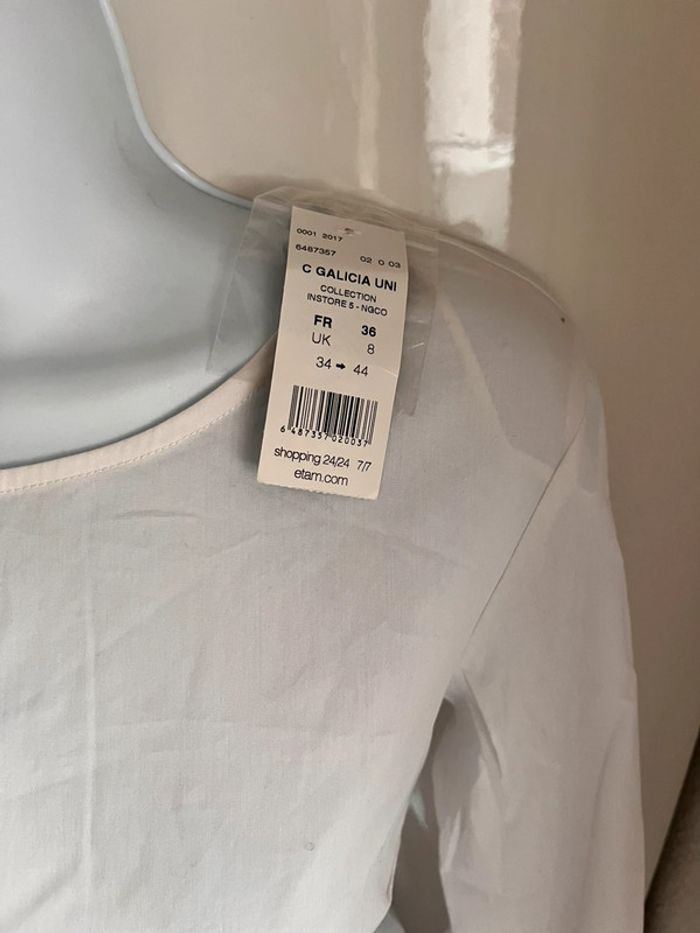 0001 2017
6487357 02 0 03
C GALICIA UNI
COLLECTION
INSTORE 5 - NGCO
FR 36
UK 8
34 ➡ 44
6 487357 020037
shopping 24/24 7/7
etam.com